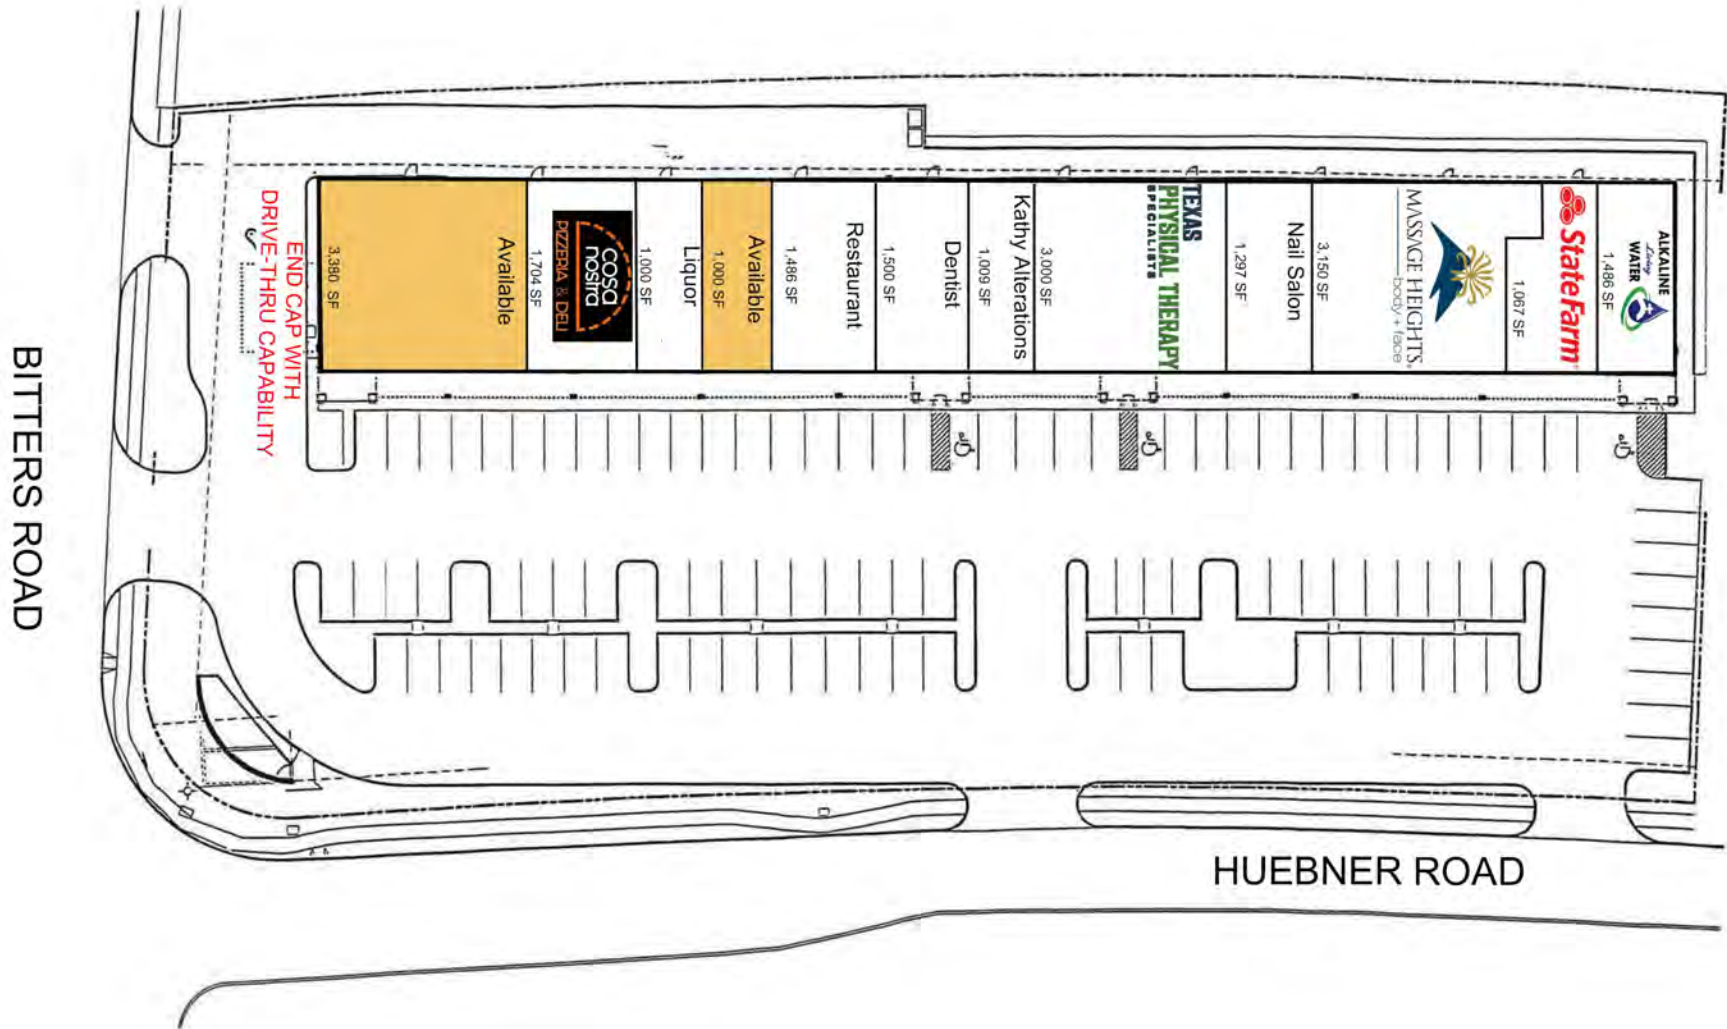 BITTERS ROAD
DRIVE-THRU CAPABILITY
END CAP WITH
3,380 SF
Available
1,704 SF
cosa
nostra
PIZZERIA & DELI
1,000 SF
Liquor
1,000 SF
Available
1,486 SF
Restaurant
1,500 SF
Dentist
1,009 SF
Kathy Alterations
3,000 SF
TEXAS
PHYSICAL THERAPY
SPECIALISTS
1,297 SF
Nail Salon
3,150 SF
MASSAGE HEIGHTS.
body + face
1,067 SF
StateFarm
1,486 SF
ALKALINE
Living
WATER
HUEBNER ROAD